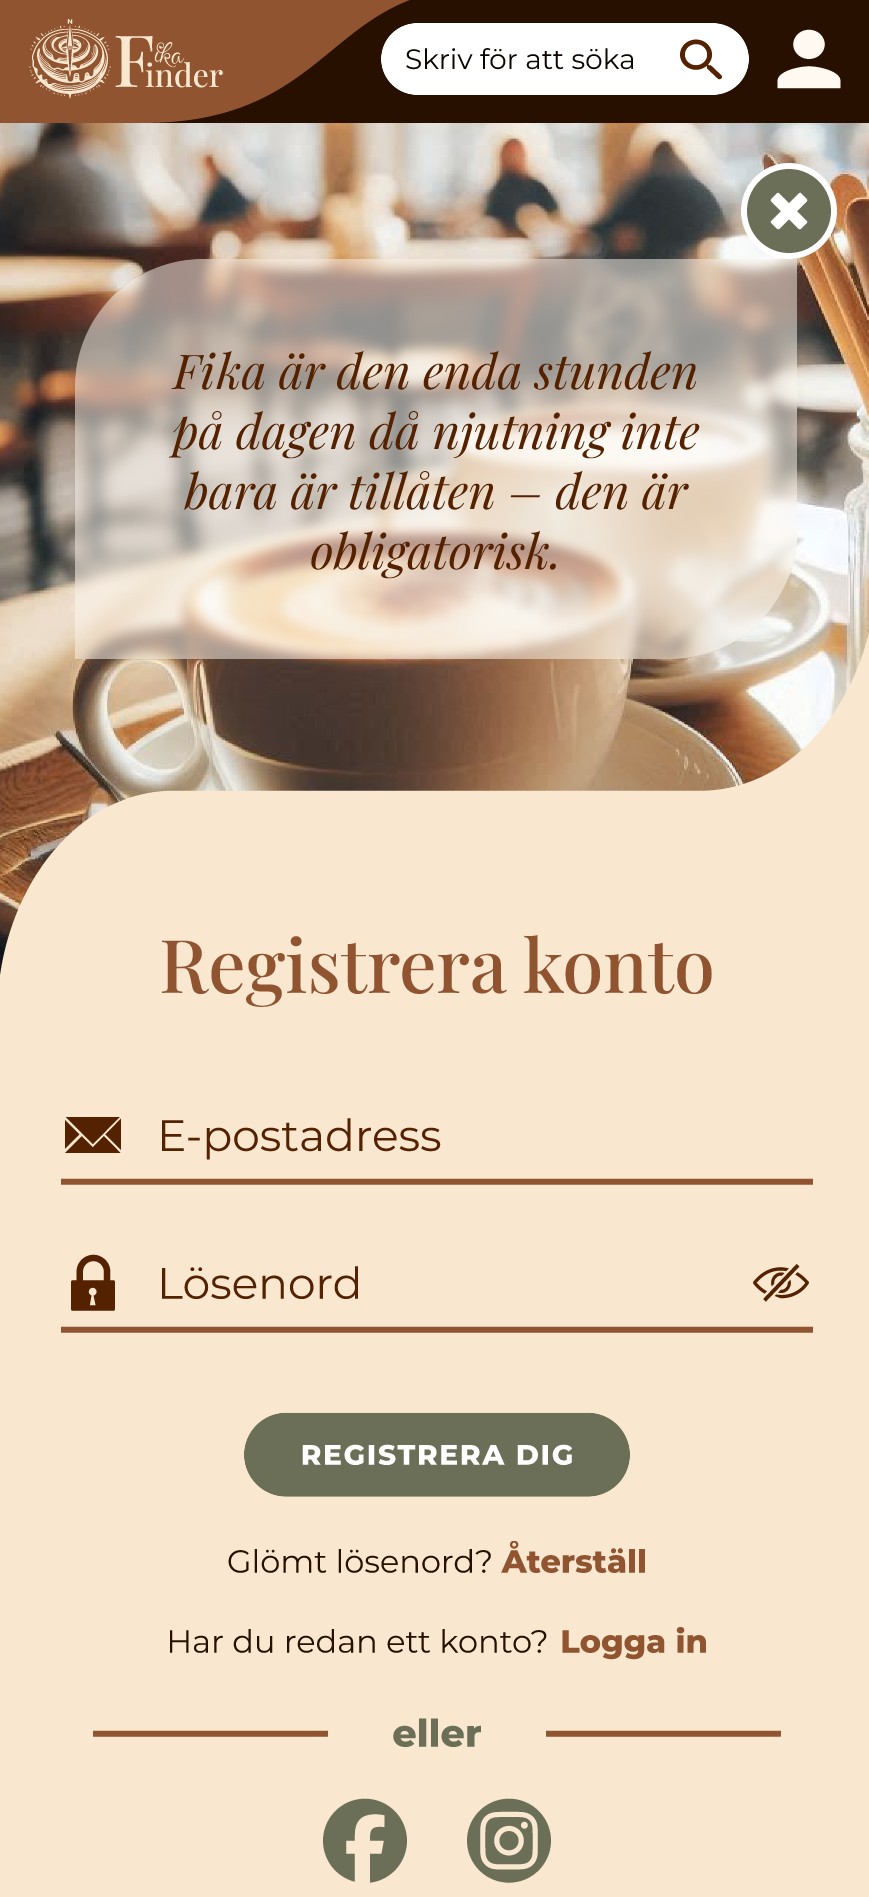 N
Fika
Finder
Skriv för att söka
Fika är den enda stunden
på dagen då njutning inte
bara är tillåten – den är
obligatorisk.
Registrera konto
E-postadress
Lösenord
REGISTRERA DIG
Glömt lösenord? Återställ
Har du redan ett konto? Logga in
eller